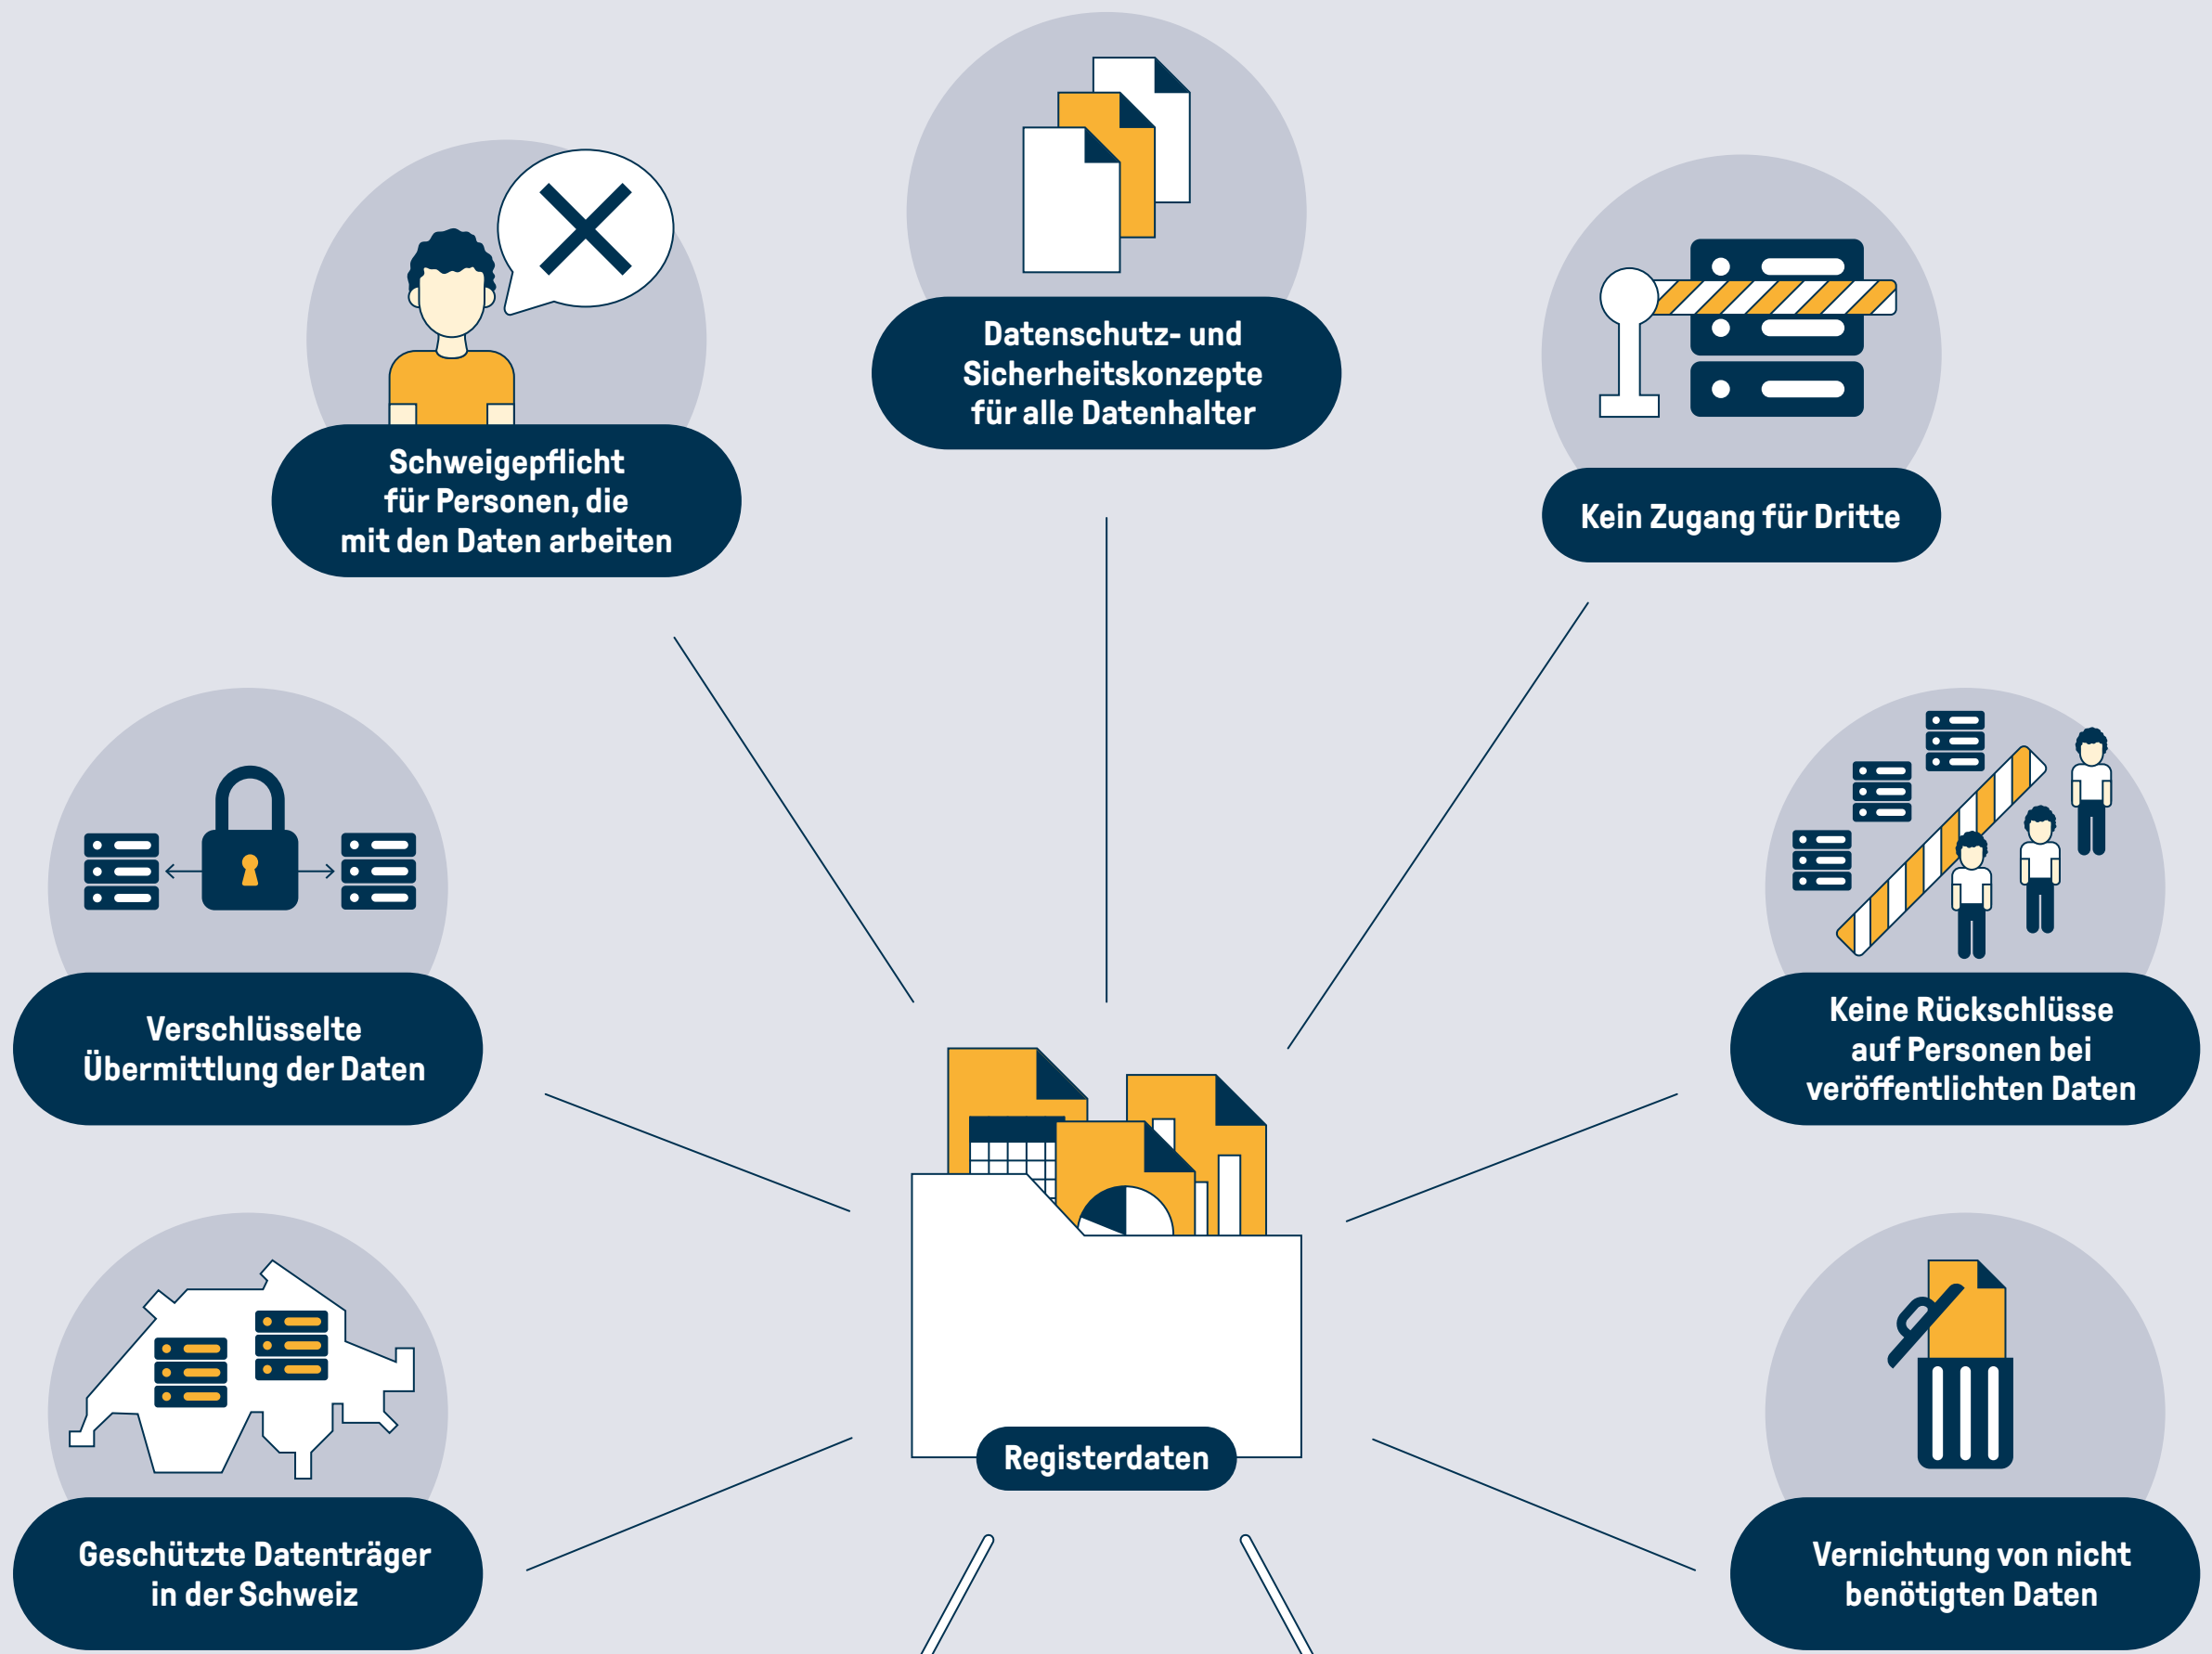 Datenschutz- und
Sicherheitskonzepte
für alle Datenhalter
Schweigepflicht
für Personen, die
mit den Daten arbeiten
Kein Zugang für Dritte
Verschlüsselte
Übermittlung der Daten
Keine Rückschlüsse
auf Personen bei
veröffentlichten Daten
Registerdaten
Geschützte Datenträger
in der Schweiz
Vernichtung von nicht
benötigten Daten